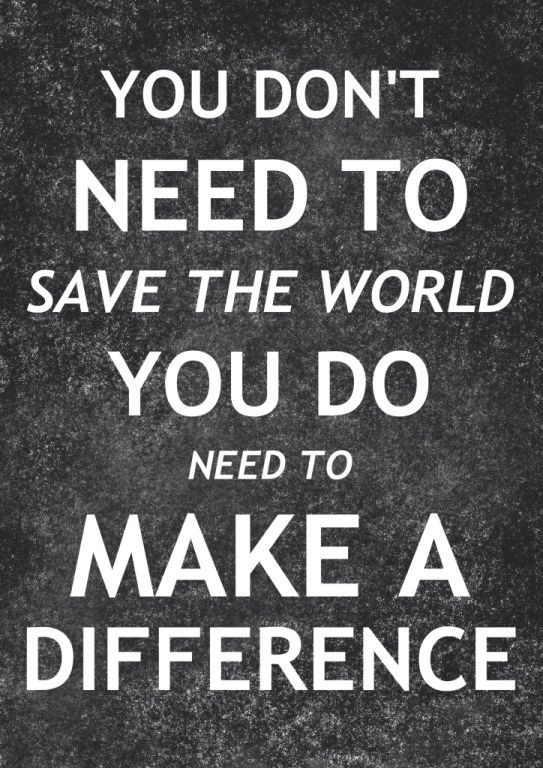 YOU DON'T
NEED TO
SAVE THE WORLD
YOU DO
NEED TO
MAKE A
DIFFERENCE